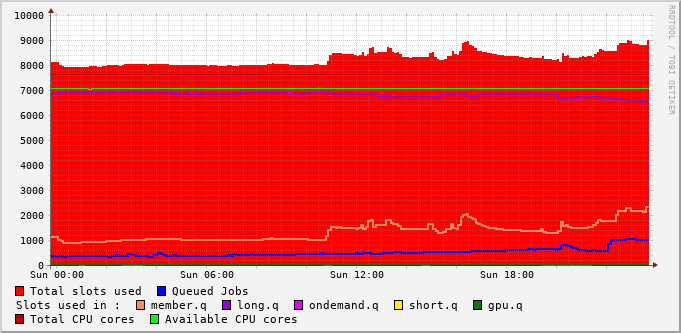 10000
9000
8000
7000
6000
5000
4000
3000
2000
1000
0
Sun 00:00 Sun 06:00 Sun 12:00 Sun 18:00
RRDTOOL / TOBI OETIKER
Total slots used Queued Jobs
Slots used in : member.q long.q ondemand.q short.q gpu.q
Total CPU cores Available CPU cores